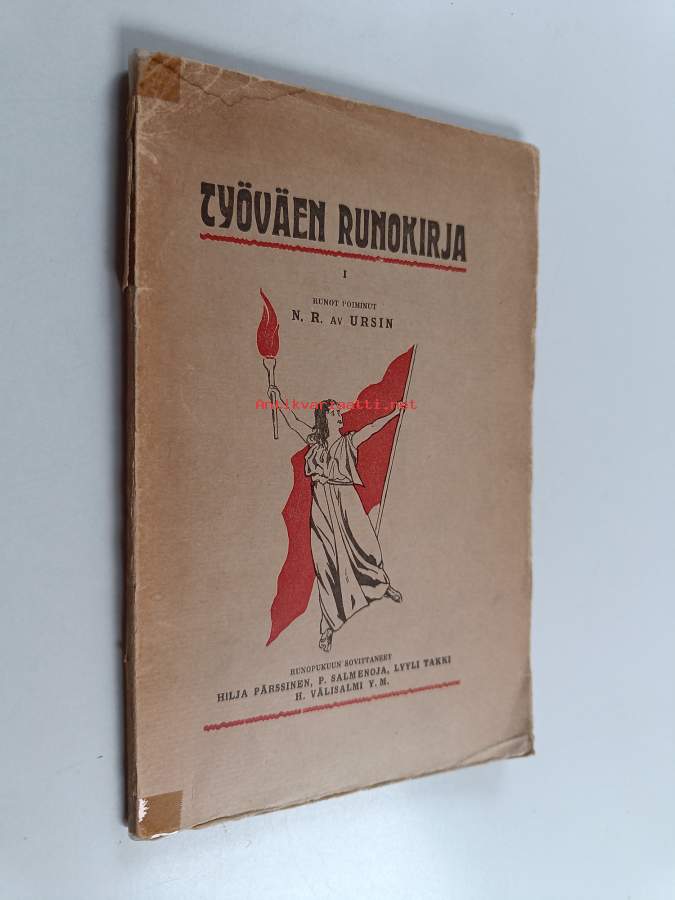 TYÖVÄEN RUNOKIRJA
I
RUNOT POIMINUT
N. R. AV URSIN
Antikvariaatti.net
RUNOPUKUUN SOVITTANEET
HILJA PÄRSSINEN, P. SALMENOJA, LYYLI TAKKI
H. VÄLISALMI Y. M.